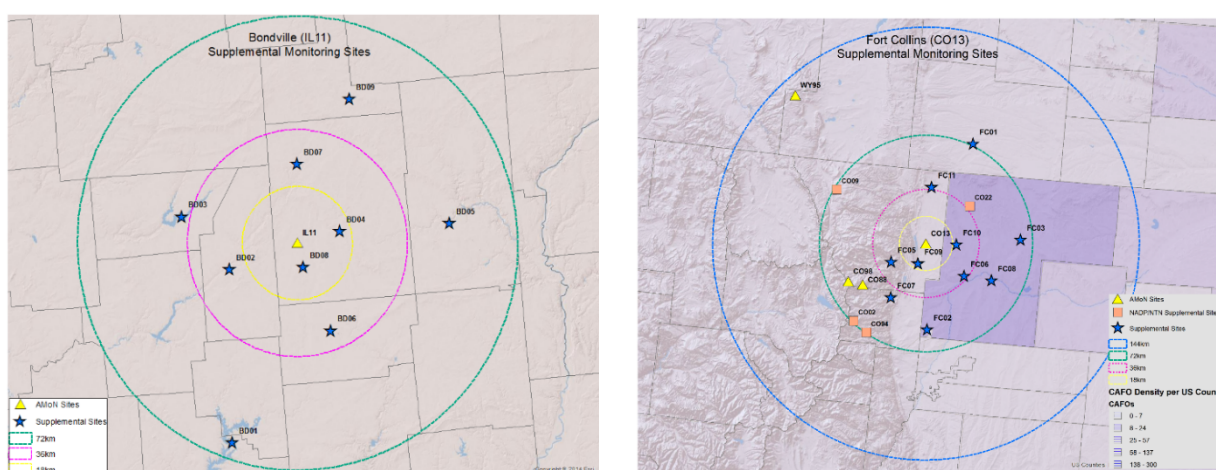 Bondville (IL11)
Supplemental Monitoring Sites
BD09
BD07
BD03
BD04
BD05
IL11
BD02
BD08
BD06
BD01
AMoN Sites
Supplemental Sites
72km
36km
18km
Fort Collins (CO13)
Supplemental Monitoring Sites
WY95
FC01
CO09
FC11
CO22
CO13
FC10
FC03
FC05
FC09
FC06
FC08
CO98
CO88
FC07
CO02
CO94
FC02
AMoN Sites
NADP/NTN Supplemental Sites
Supplemental Sites
144km
72km
36km
18km
CAFO Density per US Coun
CAFOs
0 - 7
8 - 24
25 - 57
58 - 137
138 - 300
US Counties